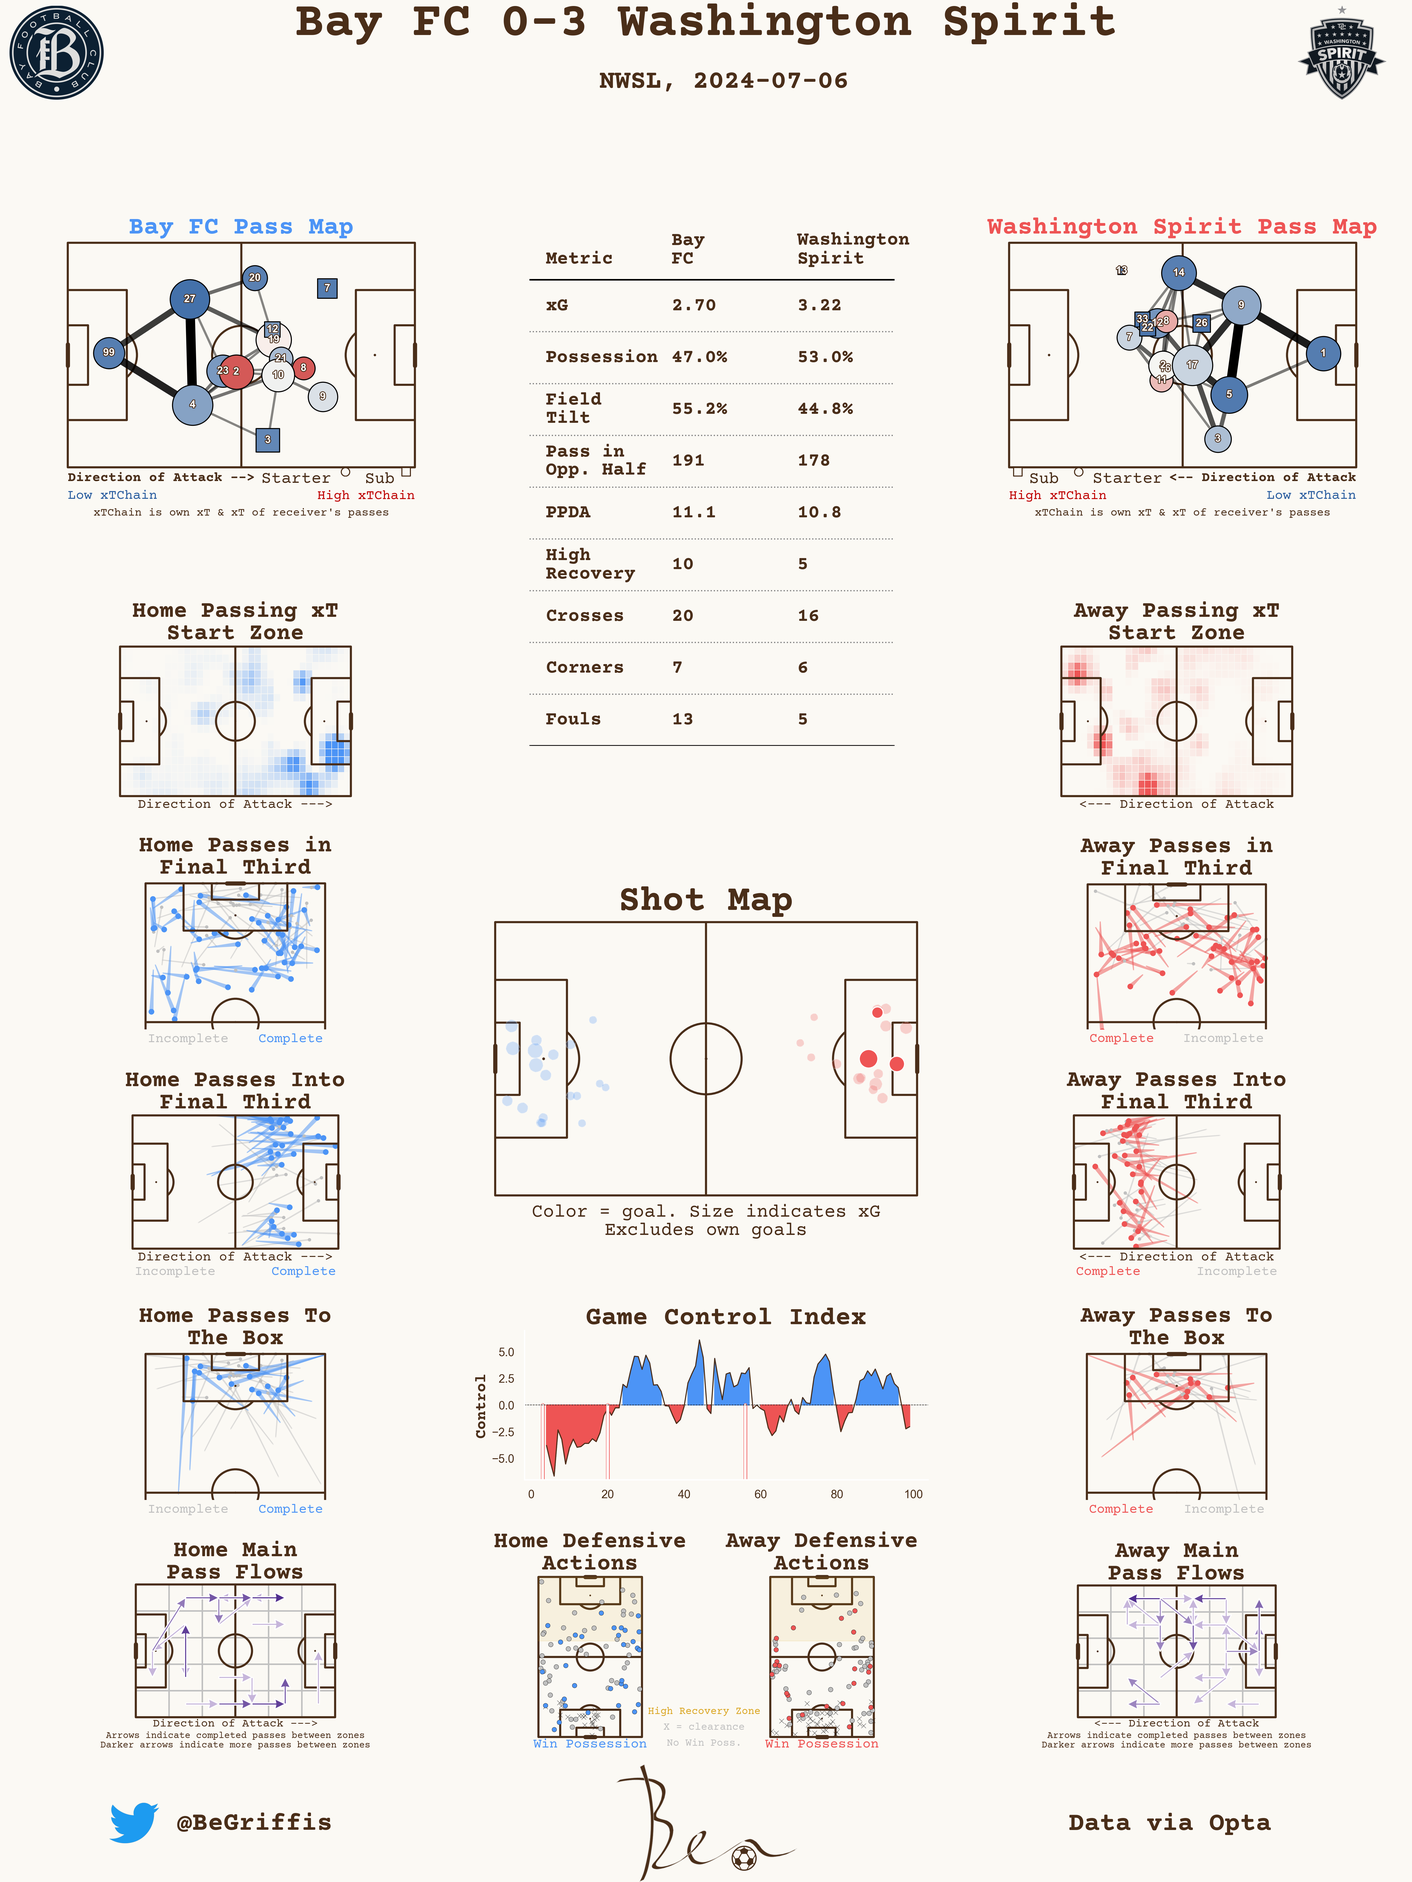 Bay FC 0-3 Washington Spirit
NWSL, 2024-07-06
BAY FOOTBALL CLUB
B
WASHINGTON
SPIRIT
Bay FC Pass Map
27
20
7
99
12
19
21
23
2
10
8
9
4
3
Direction of Attack --> Starter Sub
Low xTChain High xTChain
xTChain is own xT & xT of receiver's passes
Metric Bay FC Washington Spirit
xG 2.70 3.22
Possession 47.0% 53.0%
Field Tilt 55.2% 44.8%
Pass in Opp. Half 191 178
PPDA 11.1 10.8
High Recovery 10 5
Crosses 20 16
Corners 7 6
Fouls 13 5
Washington Spirit Pass Map
13
14
9
33
22
12
8
26
7
1
2
6
17
11
5
3
Sub Starter <-- Direction of Attack
High xTChain Low xTChain
xTChain is own xT & xT of receiver's passes
Home Passing xT
Start Zone
Direction of Attack --->
Away Passing xT
Start Zone
<--- Direction of Attack
Home Passes in
Final Third
Incomplete Complete
Away Passes in
Final Third
Complete Incomplete
Shot Map
Color = goal. Size indicates xG
Excludes own goals
Home Passes Into
Final Third
Direction of Attack --->
Incomplete Complete
Away Passes Into
Final Third
<--- Direction of Attack
Complete Incomplete
Home Passes To
The Box
Incomplete Complete
Game Control Index
Control
5.0
2.5
0.0
−2.5
−5.0
0 20 40 60 80 100
Away Passes To
The Box
Complete Incomplete
Home Main
Pass Flows
Direction of Attack --->
Arrows indicate completed passes between zones
Darker arrows indicate more passes between zones
Home Defensive
Actions
Win Possession
Away Defensive
Actions
Win Possession
High Recovery Zone
X = clearance
No Win Poss.
Away Main
Pass Flows
<--- Direction of Attack
Arrows indicate completed passes between zones
Darker arrows indicate more passes between zones
@BeGriffis
Ben
Data via Opta